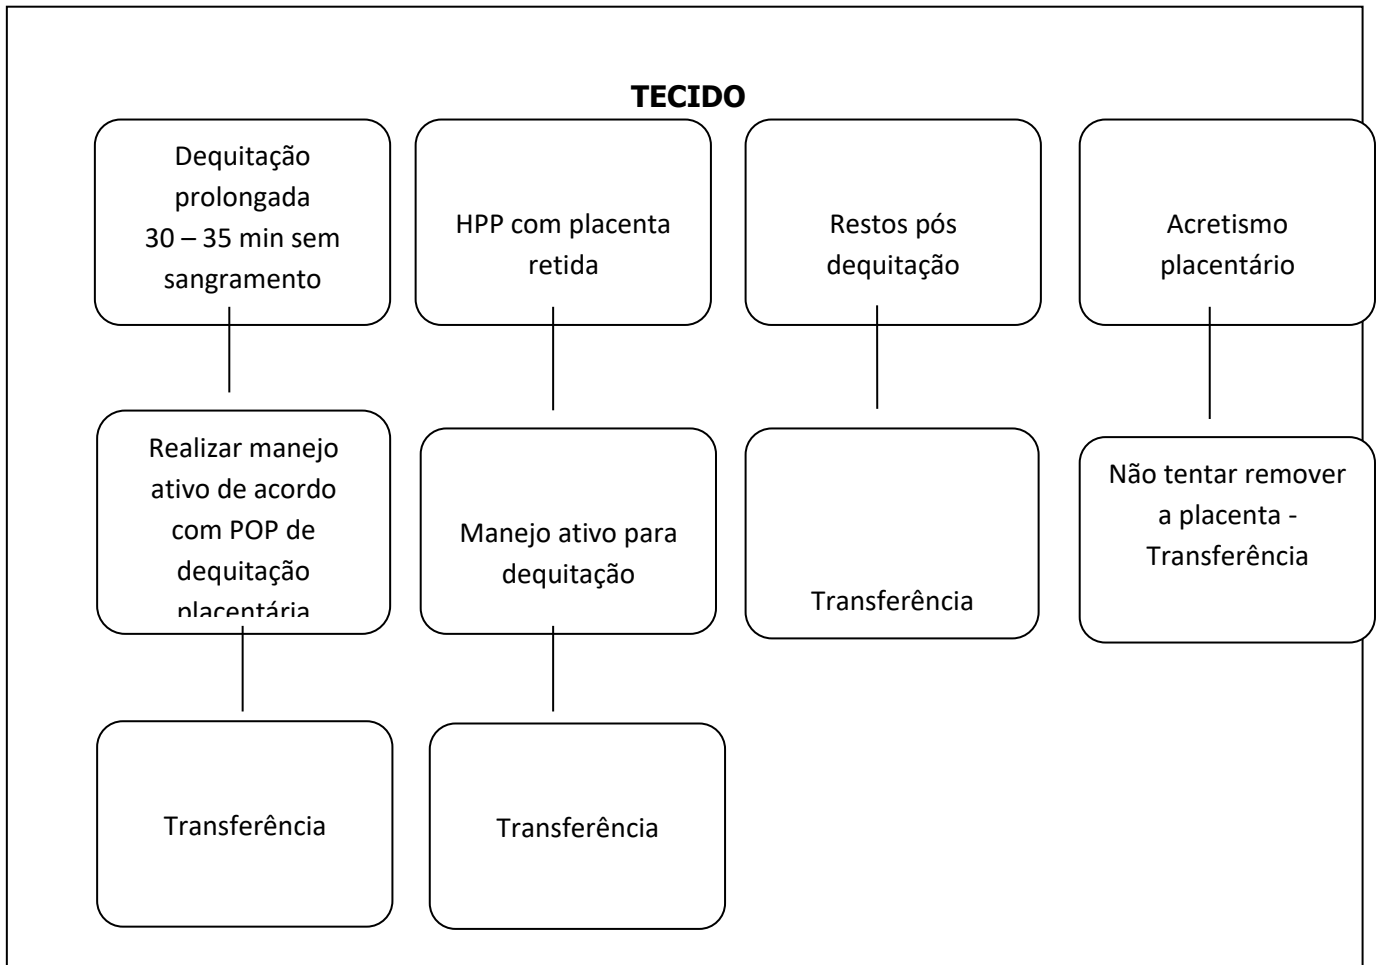 TECIDO
Dequitação
prolongada
30 – 35 min sem
sangramento
HPP com placenta
retida
Restos pós
dequitação
Acretismo
placentário
Realizar manejo
ativo de acordo
com POP de
dequitação
placentária
Manejo ativo para
dequitação
Transferência
Não tentar remover
a placenta -
Transferência
Transferência
Transferência